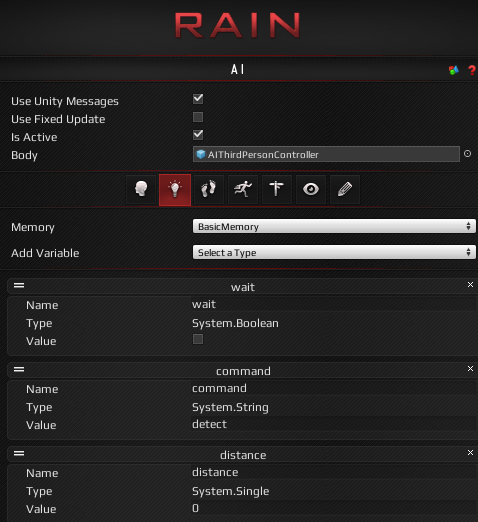 RAIN
AI
?
Use Unity Messages
Use Fixed Update
Is Active
Body AIThirdPersonController
Memory BasicMemory
Add Variable Select a Type
wait
Name wait
Type System.Boolean
Value
command
Name command
Type System.String
Value detect
distance
Name distance
Type System.Single
Value 0